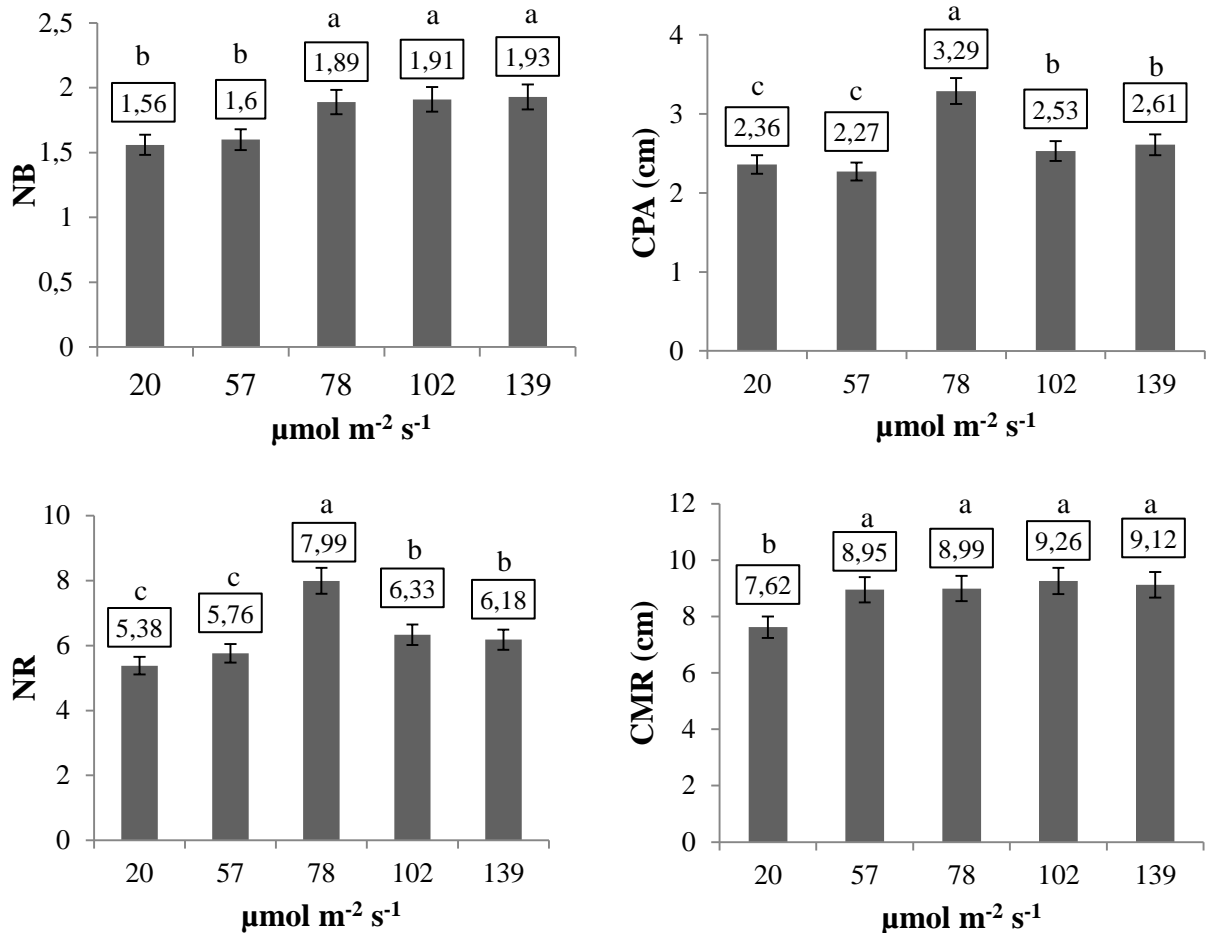 NB
2,5
2
1,5
1
0,5
0
b
b
a
a
a
1,56
1,6
1,89
1,91
1,93
20
57
78
102
139
µmol m-2 s-1
CPA (cm)
4
3
2
1
0
c
c
a
b
b
2,36
2,27
3,29
2,53
2,61
20
57
78
102
139
µmol m-2 s-1
NR
10
8
6
4
2
0
c
c
a
b
b
5,38
5,76
7,99
6,33
6,18
20
57
78
102
139
µmol m-2 s-1
CMR (cm)
12
10
8
6
4
2
0
b
a
a
a
a
7,62
8,95
8,99
9,26
9,12
20
57
78
102
139
µmol m-2 s-1